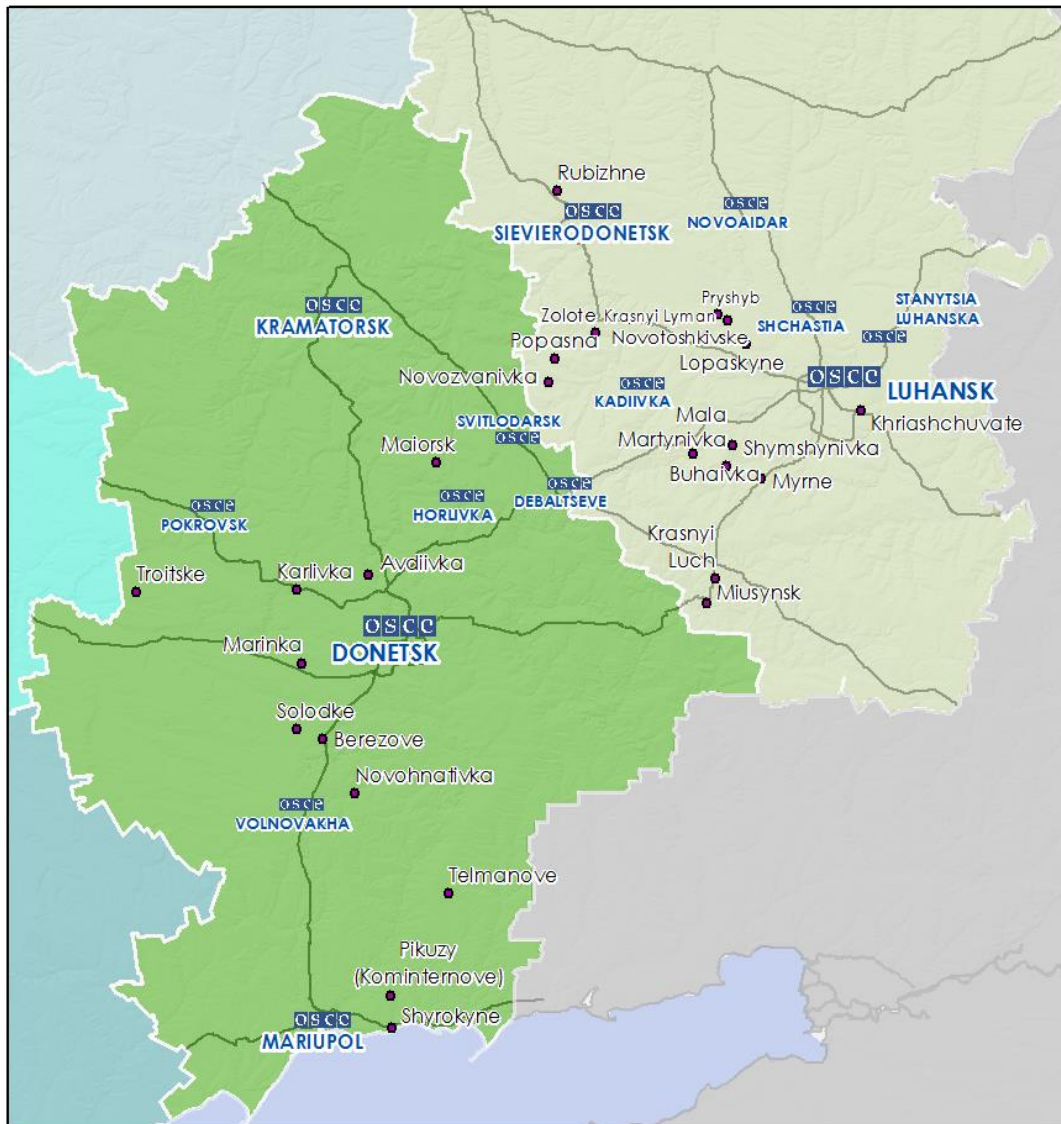 Rubizhne
osce
SIEVIERODONETSK
osce
NOVOAIDAR
osce
KRAMATORSK
Pryshyb
Zolote
Krasnyi Lyman
osce
SHCHASTIA
STANYTSIA
LUHANSKA
osce
Popasna
Novotoshkivske
Lopaskyne
Novozvanivka
osce
KADIIVKA
osce
LUHANSK
Khriashchuvate
SVITLODARSK
osce
Mala
Martynivka
Shymshynivka
Buhaivka
Myrne
Maiorsk
osce
HORLIVKA
osce
DEBALTSEVE
osce
POKROVSK
Krasnyi
Luch
Miusynsk
Troitske
Karlivka
Avdiivka
osce
DONETSK
Marinka
Solodke
Berezove
Novohnativka
osce
VOLNOVAKHA
Telmanove
Pikuzy
(Kominternove)
osce
MARIUPOL
Shyrokyne